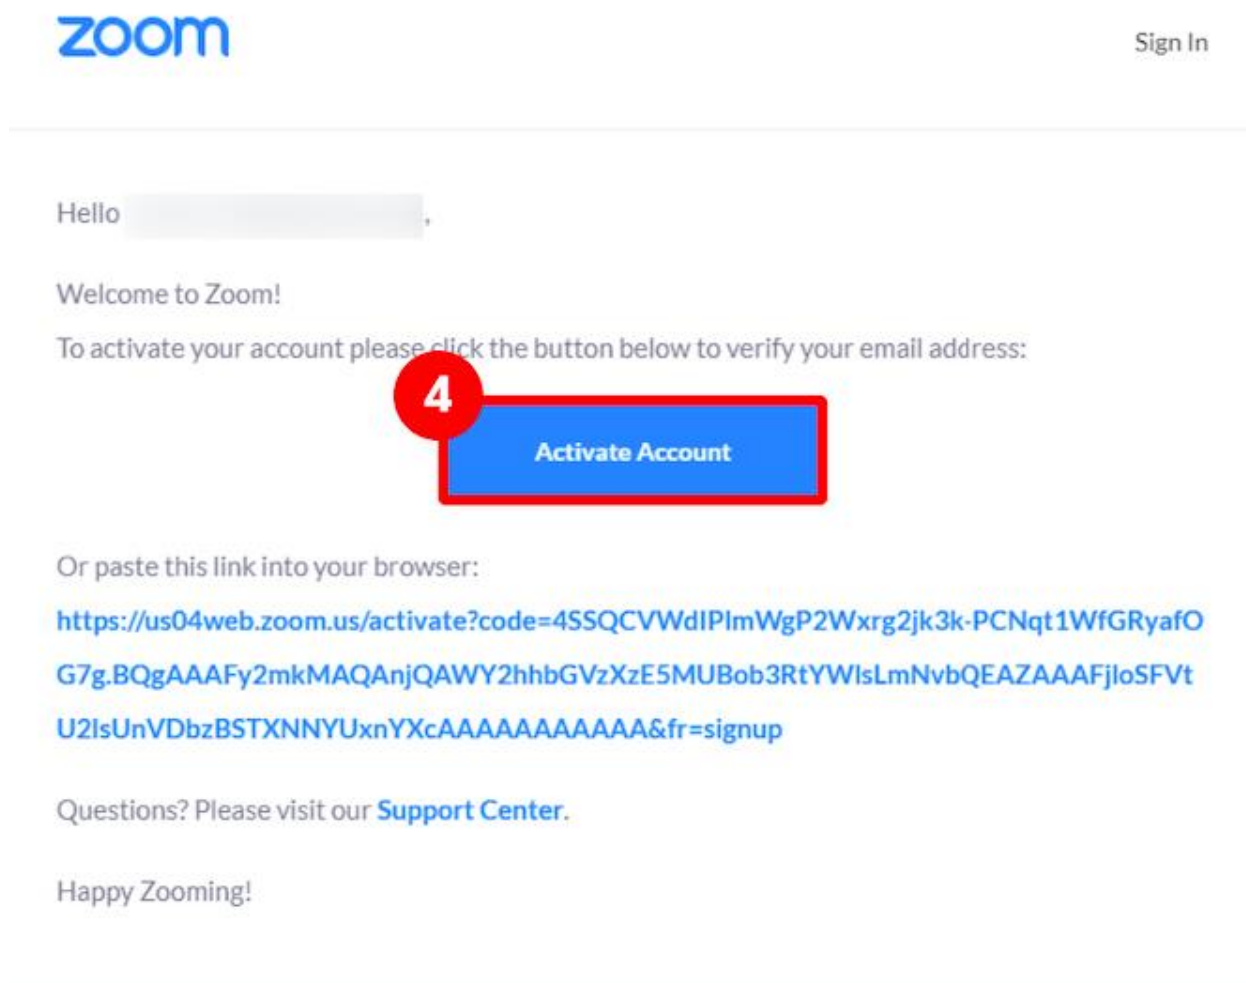 zoom
Sign In
Hello ,
Welcome to Zoom!
To activate your account please click the button below to verify your email address:
4
Activate Account
Or paste this link into your browser:
https://us04web.zoom.us/activate?code=4SSQCVWdIPlmWgP2Wxrg2jk3k-PCNqt1WfGRyafO
G7g.BQgAAAFy2mkMAQAnjQAWY2hhbGVzXzE5MUBob3RtYWlsLmNvbQEAZAAAFjloSFVt
U2lsUnVDbzBSTXNNYUxnYXcAAAAAAAAAAA&fr=signup
Questions? Please visit our Support Center.
Happy Zooming!